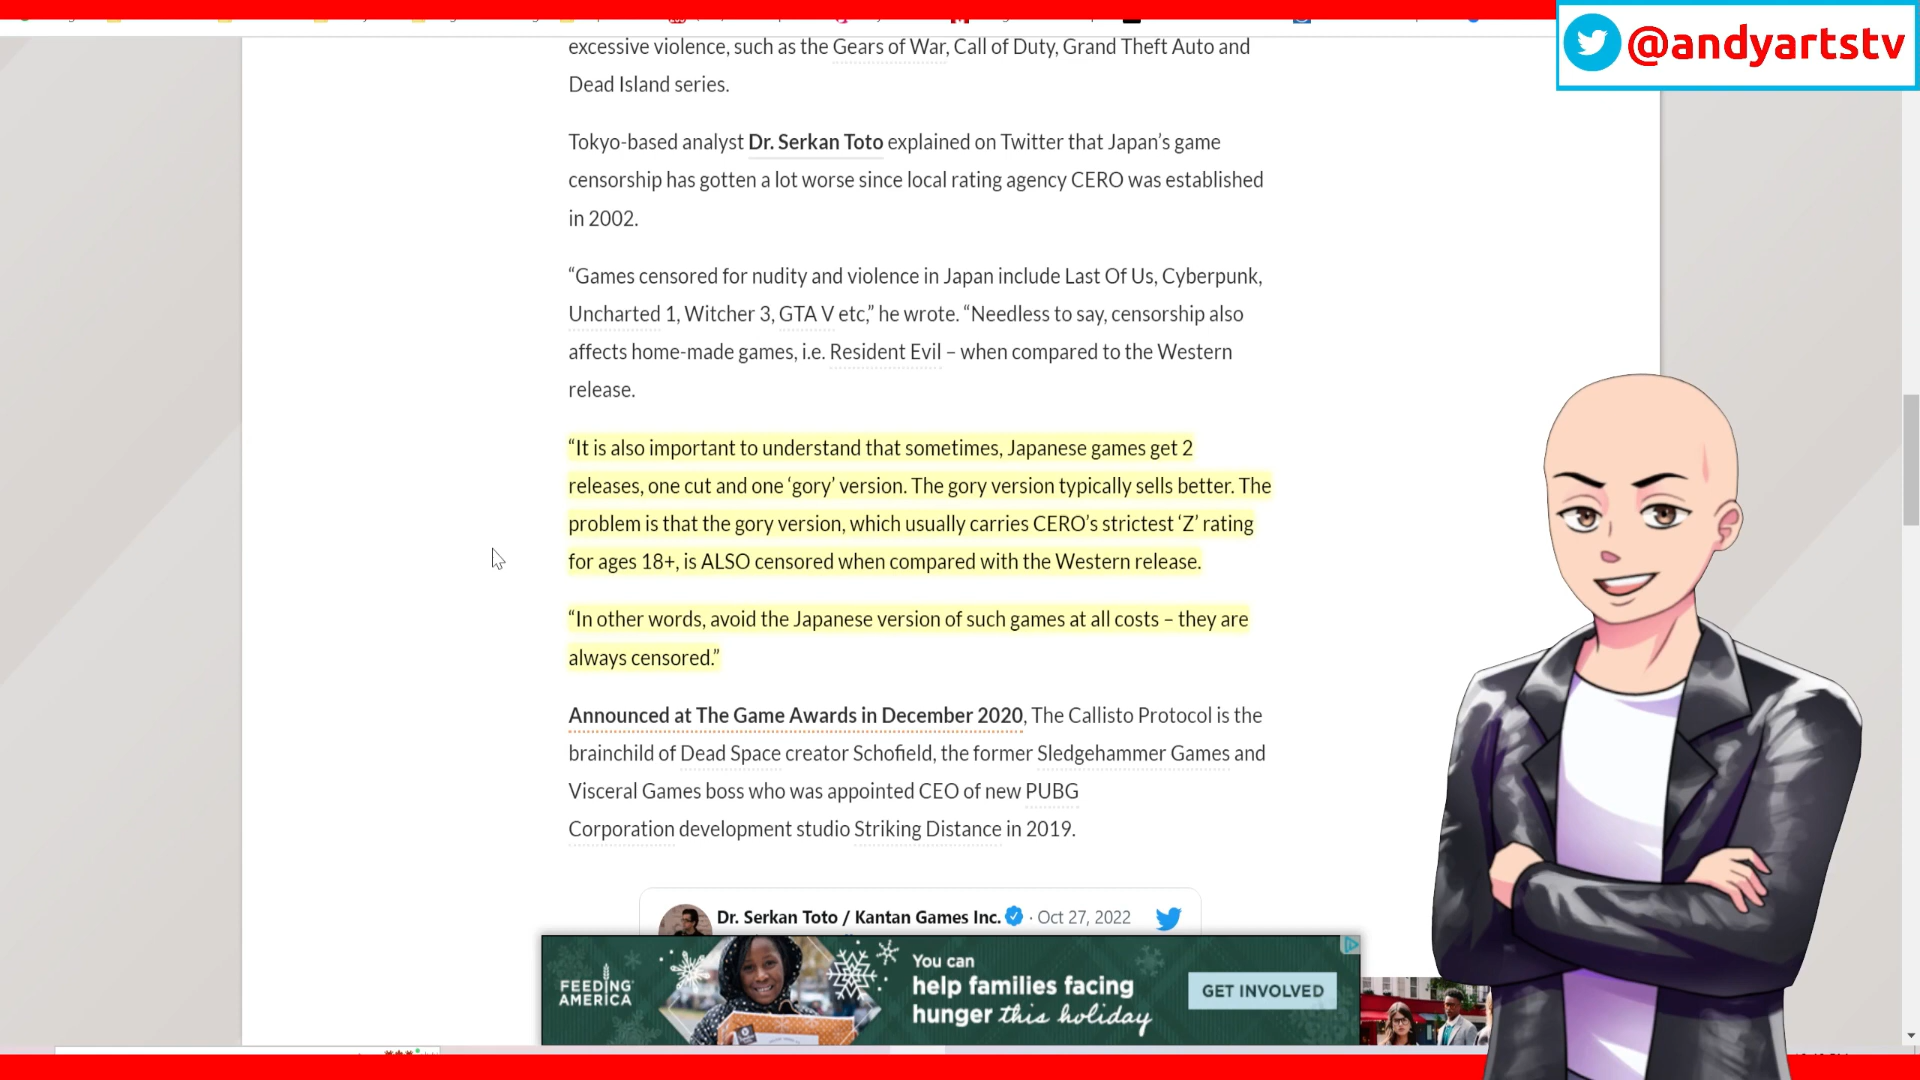 @andyartstv
excessive violence, such as the Gears of War, Call of Duty, Grand Theft Auto and
Dead Island series.
Tokyo-based analyst Dr. Serkan Toto explained on Twitter that Japan’s game
censorship has gotten a lot worse since local rating agency CERO was established
in 2002.
“Games censored for nudity and violence in Japan include Last Of Us, Cyberpunk,
Uncharted 1, Witcher 3, GTA V etc,” he wrote. “Needless to say, censorship also
affects home-made games, i.e. Resident Evil – when compared to the Western
release.
“It is also important to understand that sometimes, Japanese games get 2
releases, one cut and one ‘gory’ version. The gory version typically sells better. The
problem is that the gory version, which usually carries CERO’s strictest ‘Z’ rating
for ages 18+, is ALSO censored when compared with the Western release.
“In other words, avoid the Japanese version of such games at all costs – they are
always censored.”
Announced at The Game Awards in December 2020, The Callisto Protocol is the
brainchild of Dead Space creator Schofield, the former Sledgehammer Games and
Visceral Games boss who was appointed CEO of new PUBG
Corporation development studio Striking Distance in 2019.
Dr. Serkan Toto / Kantan Games Inc. · Oct 27, 2022
FEEDING
AMERICA
You can
help families facing
hunger this holiday
GET INVOLVED